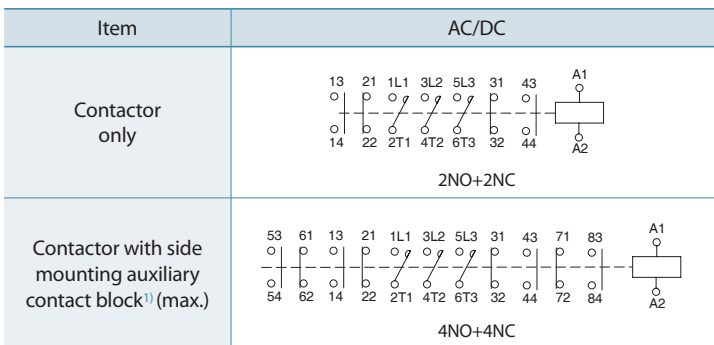 Item AC/DC
Contactor
only
13 21 1L1 3L2 5L3 31 43 A1
14 22 2T1 4T2 6T3 32 44 A2
2NO+2NC
Contactor with side
mounting auxiliary
contact block1) (max.)
53 61 13 21 1L1 3L2 5L3 31 43 71 83 A1
54 62 14 22 2T1 4T2 6T3 32 44 72 84 A2
4NO+4NC